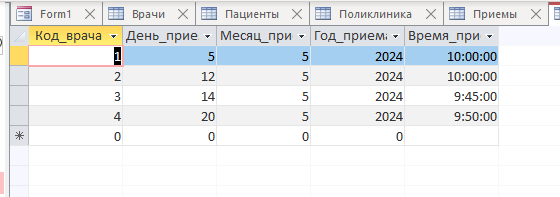 Form1 Врачи Пациенты Поликлиника Приемы
Код_врача День_прие Месяц_при Год_приема Время_при
1 5 5 2024 10:00:00
2 12 5 2024 10:00:00
3 14 5 2024 9:45:00
4 20 5 2024 9:50:00
0 0 0 0